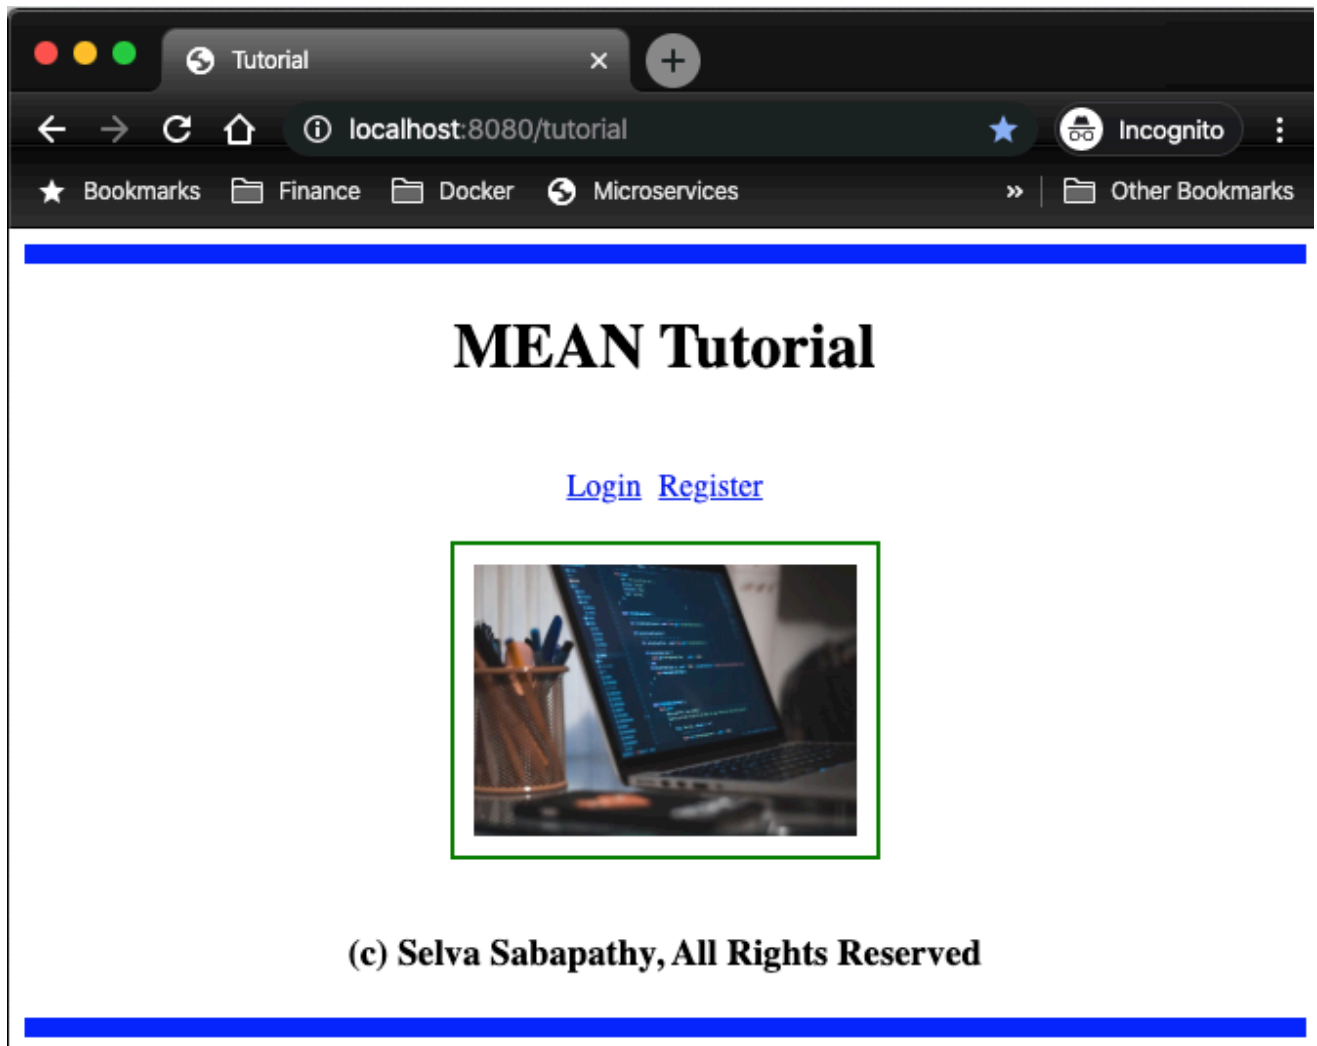 Tutorial
localhost:8080/tutorial
Incognito
Bookmarks Finance Docker Microservices » Other Bookmarks
MEAN Tutorial
Login Register
(c) Selva Sabapathy, All Rights Reserved